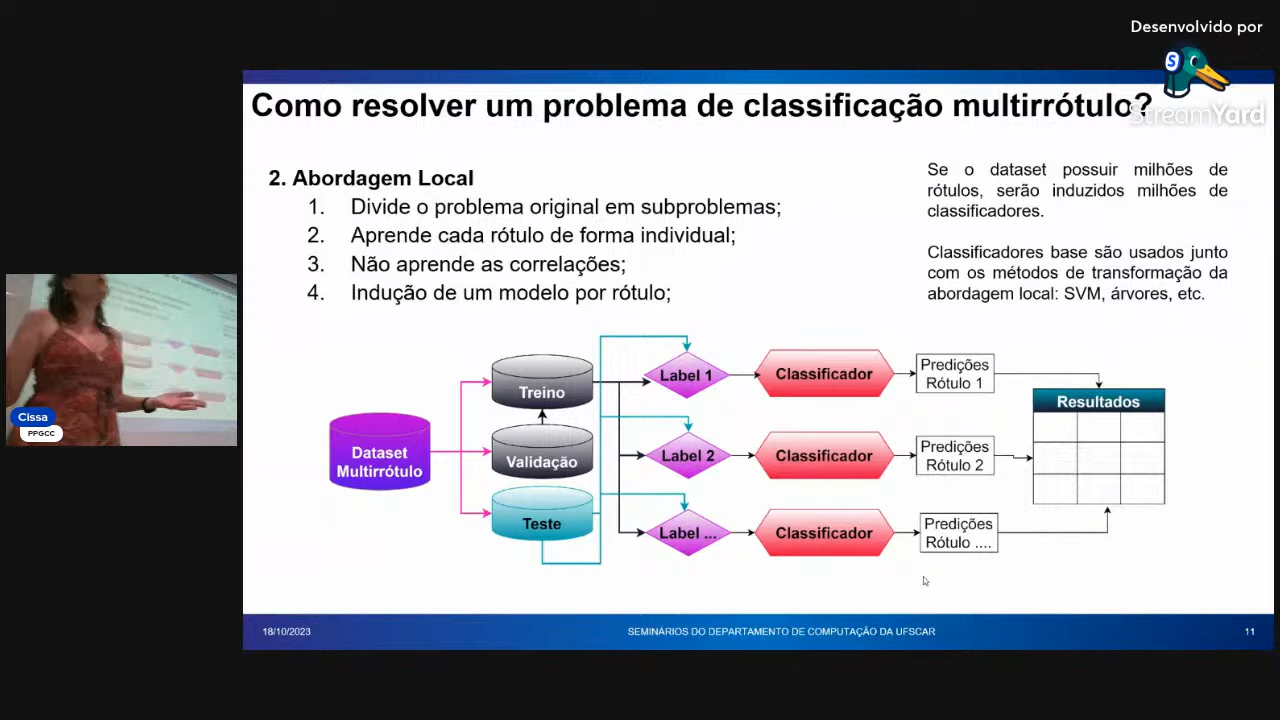 Desenvolvido por
S
StreamYard
Como resolver um problema de classificação multirrótulo?
2. Abordagem Local
1. Divide o problema original em subproblemas;
2. Aprende cada rótulo de forma individual;
3. Não aprende as correlações;
4. Indução de um modelo por rótulo;
Se o dataset possuir milhões de
rótulos, serão induzidos milhões de
classificadores.
Classificadores base são usados junto
com os métodos de transformação da
abordagem local: SVM, árvores, etc.
Cissa
PPGCC
Dataset
Multirrótulo
Treino
Validação
Teste
Label 1
Classificador
Predições
Rótulo 1
Label 2
Classificador
Predições
Rótulo 2
Label ...
Classificador
Predições
Rótulo ....
Resultados
18/10/2023
SEMINÁRIOS DO DEPARTAMENTO DE COMPUTAÇÃO DA UFSCAR
11